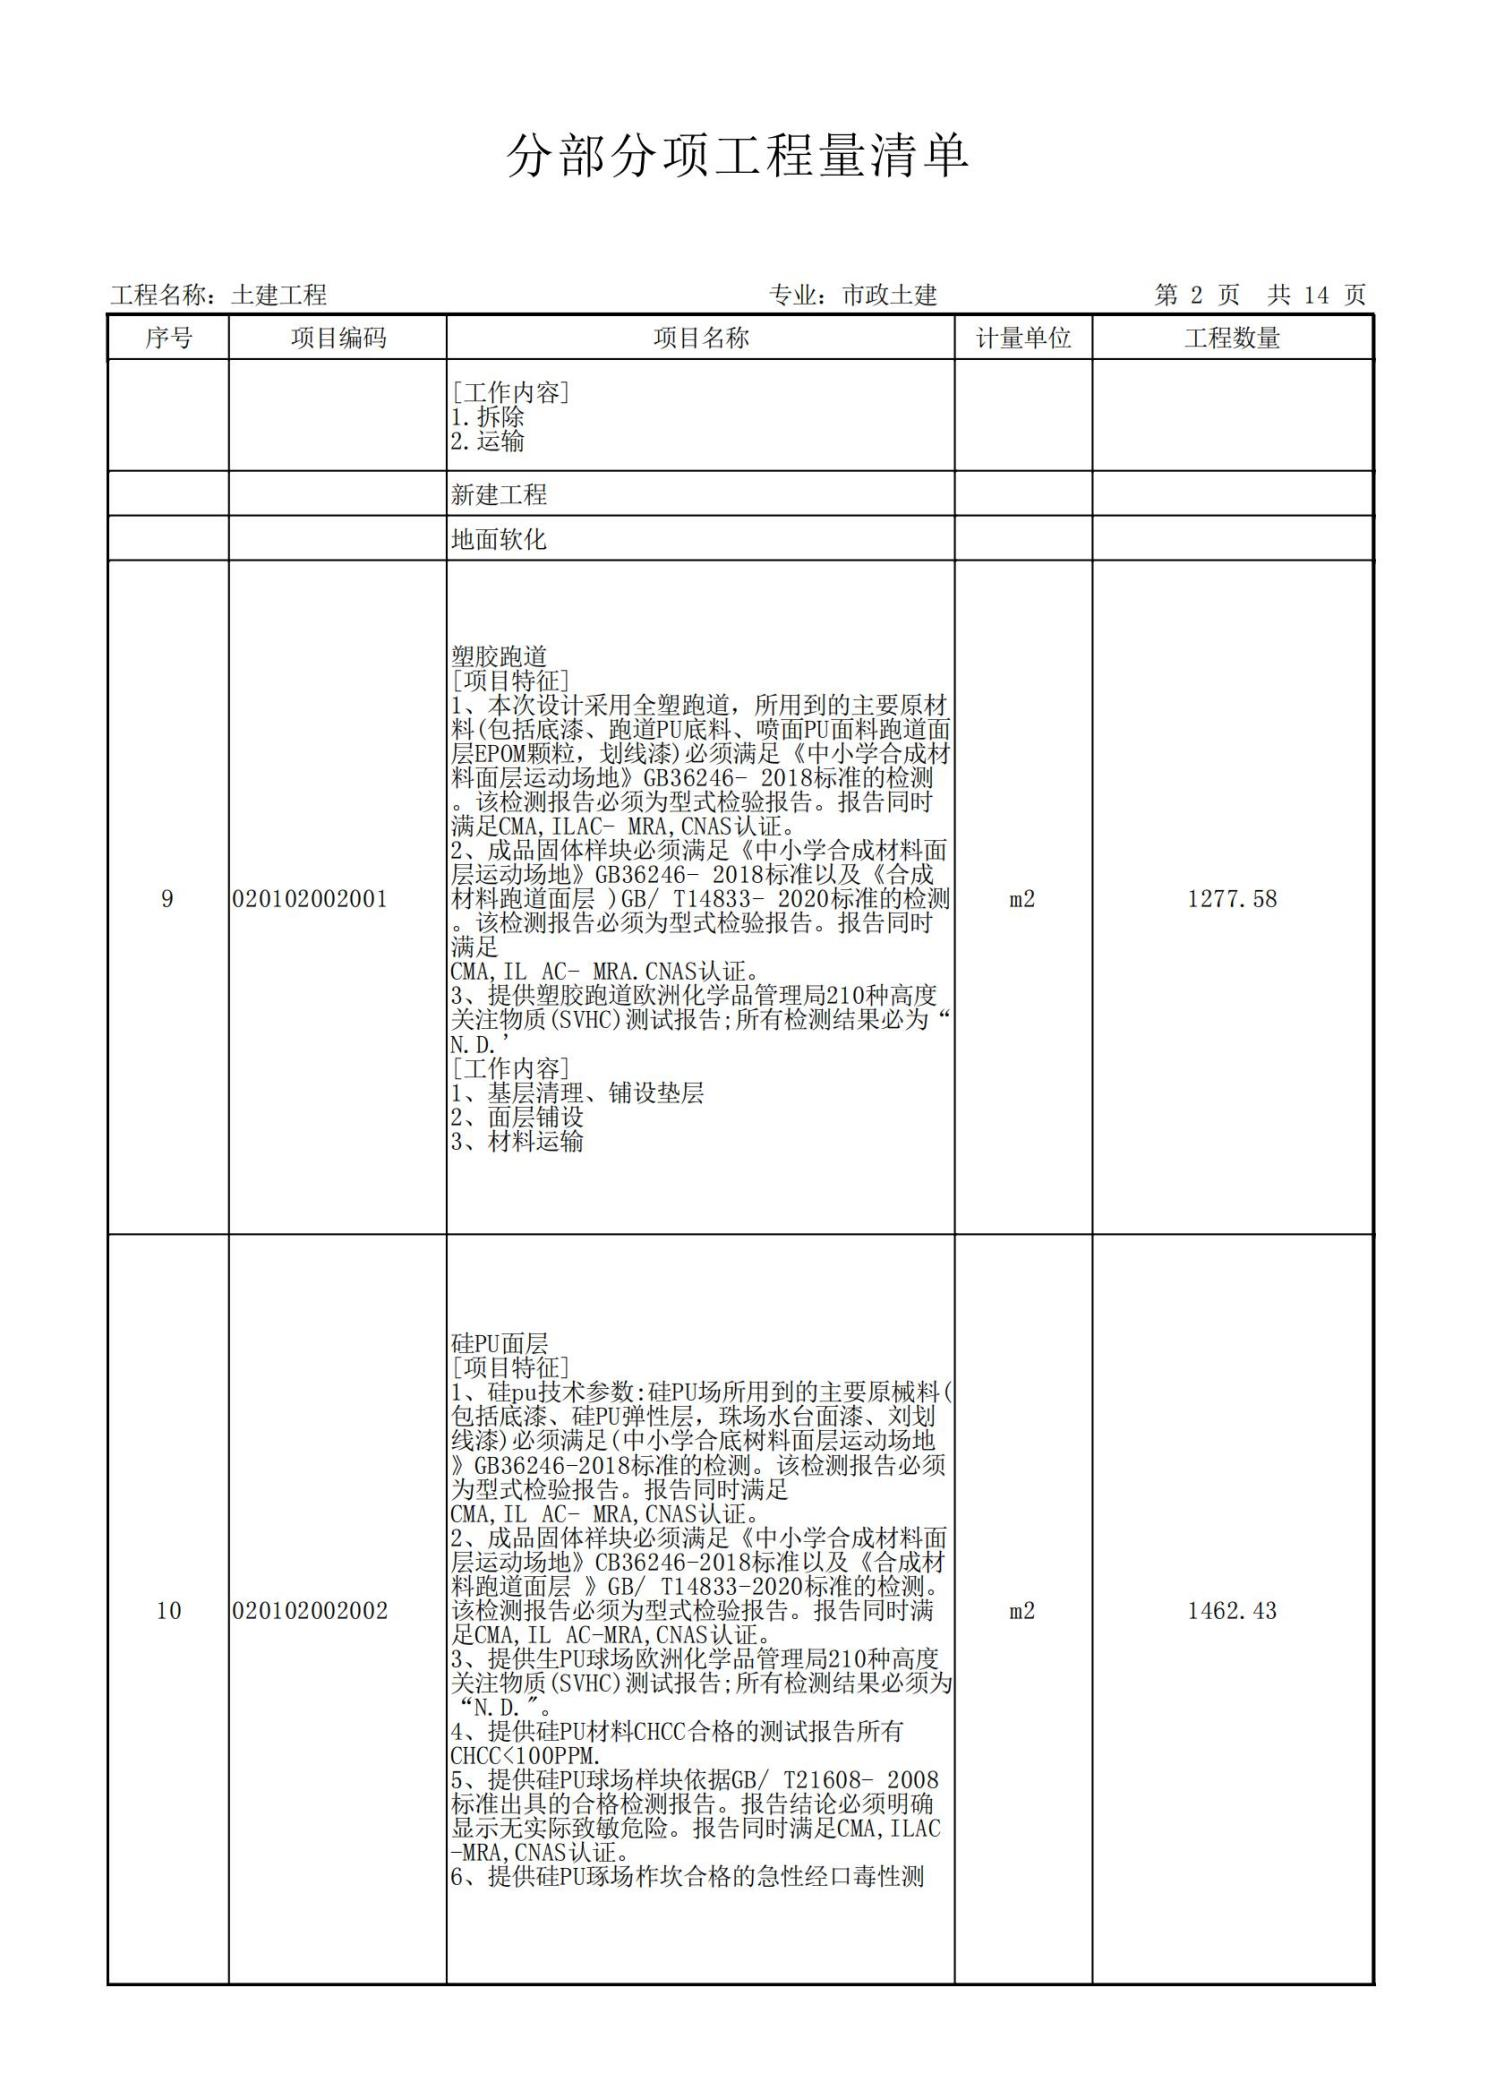 分部分项工程量清单
工程名称：土建工程 专业：市政土建 第 2 页 共 14 页
序号 项目编码 项目名称 计量单位 工程数量
[工作内容]
1.拆除
2.运输
新建工程
地面软化
塑胶跑道
[项目特征]
1、本次设计采用全塑跑道，所用到的主要原材
料(包括底漆、跑道PU底料、喷面PU面料跑道面
层EPOM颗粒，划线漆)必须满足《中小学合成材
料面层运动场地》GB36246- 2018标准的检测
。该检测报告必须为型式检验报告。报告同时
满足CMA,ILAC- MRA,CNAS认证。
2、成品固体样块必须满足《中小学合成材料面
层运动场地》GB36246- 2018标准以及《合成
材料跑道面层 )GB/ T14833- 2020标准的检测
9 020102002001 m2 1277.58
。该检测报告必须为型式检验报告。报告同时
满足
CMA,IL AC- MRA.CNAS认证。
3、提供塑胶跑道欧洲化学品管理局210种高度
关注物质(SVHC)测试报告;所有检测结果必为“
N.D.'
[工作内容]
1、基层清理、铺设垫层
2、面层铺设
3、材料运输
硅PU面层
[项目特征]
1、硅pu技术参数:硅PU场所用到的主要原械料(
包括底漆、硅PU弹性层，珠场水台面漆、刘划
线漆)必须满足(中小学合底树料面层运动场地
》GB36246-2018标准的检测。该检测报告必须
为型式检验报告。报告同时满足
CMA,IL AC- MRA,CNAS认证。
2、成品固体祥块必须满足《中小学合成材料面
层运动场地》CB36246-2018标准以及《合成材
料跑道面层 》GB/ T14833-2020标准的检测。
10 020102002002 m2 1462.43
该检测报告必须为型式检验报告。报告同时满
足CMA,IL AC-MRA,CNAS认证。
3、提供生PU球场欧洲化学品管理局210种高度
关注物质(SVHC)测试报告;所有检测结果必须为
“N.D.″。
4、提供硅PU材料CHCC合格的测试报告所有
CHCC<100PPM.
5、提供硅PU球场样块依据GB/ T21608- 2008
标准出具的合格检测报告。报告结论必须明确
显示无实际致敏危险。报告同时满足CMA,ILAC
-MRA,CNAS认证。
6、提供硅PU琢场柞坎合格的急性经口毒性测